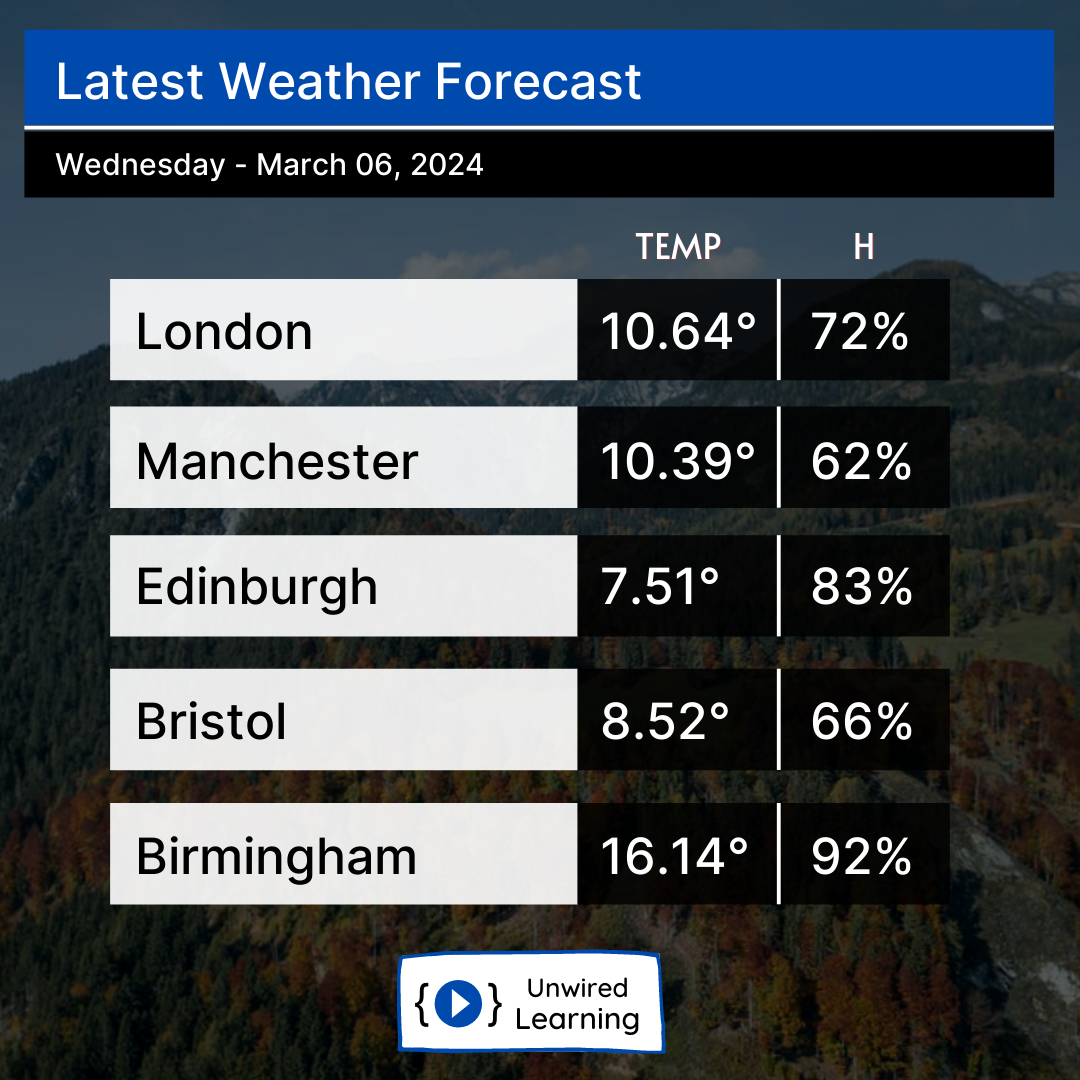 Latest Weather Forecast
Wednesday - March 06, 2024
TEMP H
London 10.64° 72%
Manchester 10.39° 62%
Edinburgh 7.51° 83%
Bristol 8.52° 66%
Birmingham 16.14° 92%
{ } Unwired
Learning